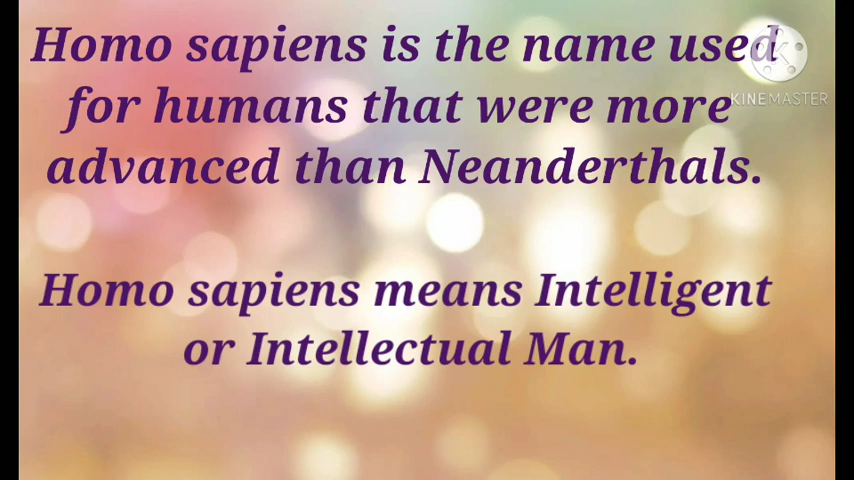 Homo sapiens is the name used
for humans that were more
advanced than Neanderthals.
Homo sapiens means Intelligent
or Intellectual Man.
KINEMASTER